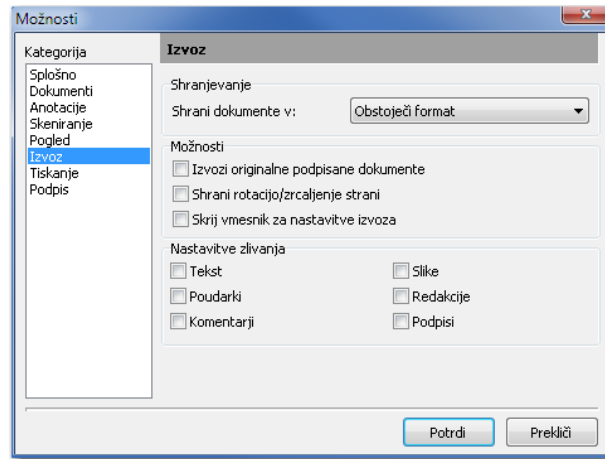 Možnosti
Kategorija
Splošno
Dokumenti
Anotacije
Skeniranje
Pogled
Izvoz
Tiskanje
Podpis
Izvoz
Shranjevanje
Shrani dokumente v: Obstoječi format
Možnosti
Izvozi originalne podpisane dokumente
Shrani rotacijo/zrcaljenje strani
Skrij vmesnik za nastavitve izvoza
Nastavitve zlivanja
Tekst Slike
Poudarki Redakcije
Komentarji Podpisi
Potrdi Prekliči